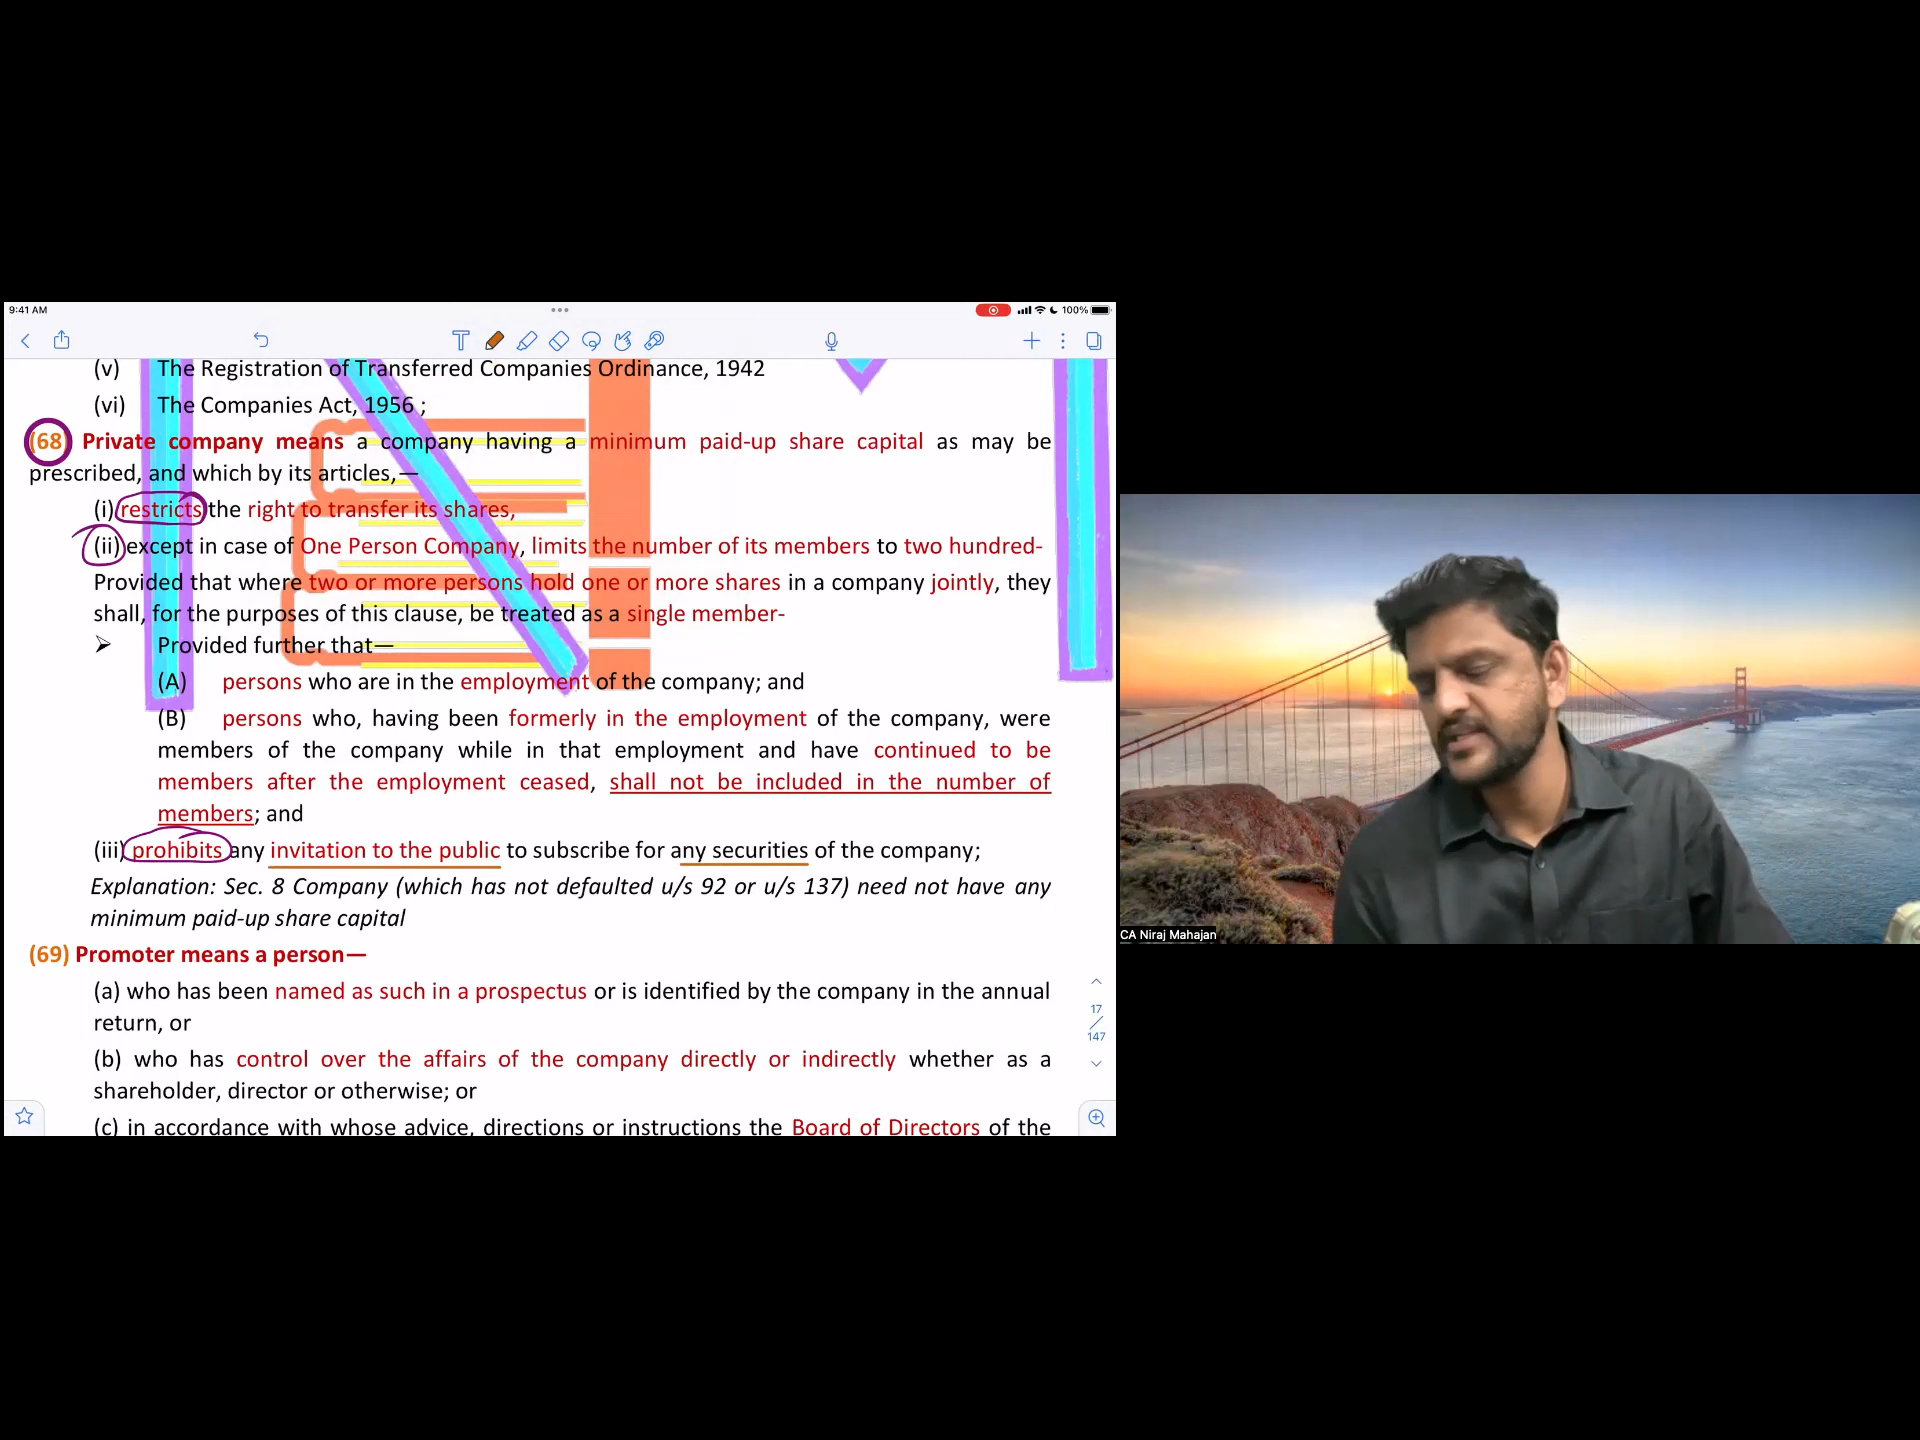 9:41 AM
100%
(v) The Registration of Transferred Companies Ordinance, 1942
(vi) The Companies Act, 1956 ;
(68) Private company means a company having a minimum paid-up share capital as may be
prescribed, and which by its articles,—
(i) restricts the right to transfer its shares,
(ii) except in case of One Person Company, limits the number of its members to two hundred-
Provided that where two or more persons hold one or more shares in a company jointly, they
shall, for the purposes of this clause, be treated as a single member-
➢ Provided further that—
(A) persons who are in the employment of the company; and
(B) persons who, having been formerly in the employment of the company, were
members of the company while in that employment and have continued to be
members after the employment ceased, shall not be included in the number of
members; and
(iii) prohibits any invitation to the public to subscribe for any securities of the company;
Explanation: Sec. 8 Company (which has not defaulted u/s 92 or u/s 137) need not have any
minimum paid-up share capital
(69) Promoter means a person—
(a) who has been named as such in a prospectus or is identified by the company in the annual
return, or
(b) who has control over the affairs of the company directly or indirectly whether as a
shareholder, director or otherwise; or
(c) in accordance with whose advice, directions or instructions the Board of Directors of the
17
147
CA Niraj Mahajan